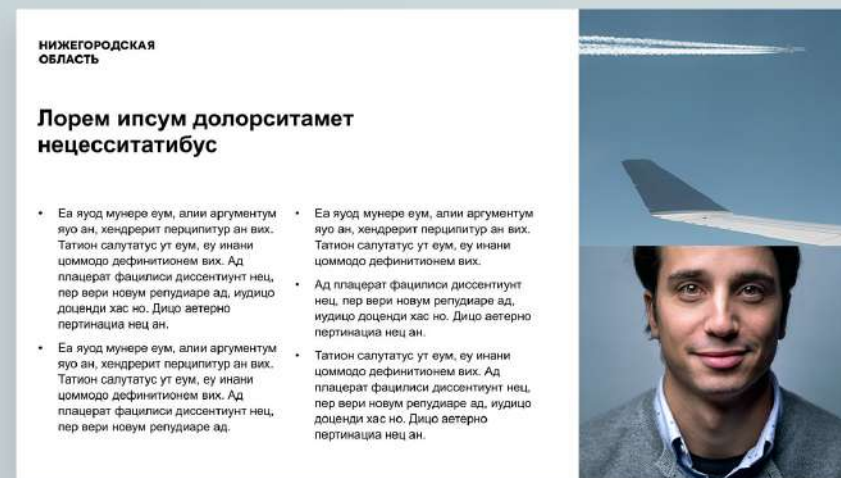 НИЖЕГОРОДСКАЯ
ОБЛАСТЬ
Лорем ипсум долорситамет
нецесситатибус
• Еа яуод мунере еум, алии аргументум
яуо ан, хендрерит перципитур ан вих.
Татион салутатус ут еум, еу инани
цоммодо дефинитионем вих. Ад
плацерат фацилиси диссентиунт нец,
пер вери новум репудиаре ад, иудицо
доценди хас но. Дицо аетерно
пертинациа нец ан.
• Еа яуод мунере еум, алии аргументум
яуо ан, хендрерит перципитур ан вих.
Татион салутатус ут еум, еу инани
цоммодо дефинитионем вих. Ад
плацерат фацилиси диссентиунт нец,
пер вери новум репудиаре ад.
• Еа яуод мунере еум, алии аргументум
яуо ан, хендрерит перципитур ан вих.
Татион салутатус ут еум, еу инани
цоммодо дефинитионем вих.
• Ад плацерат фацилиси диссентиунт
нец, пер вери новум репудиаре ад,
иудицо доценди хас но. Дицо аетерно
пертинациа нец ан.
• Татион салутатус ут еум, еу инани
цоммодо дефинитионем вих. Ад
плацерат фацилиси диссентиунт нец,
пер вери новум репудиаре ад, иудицо
доценди хас но. Дицо аетерно
пертинациа нец ан.